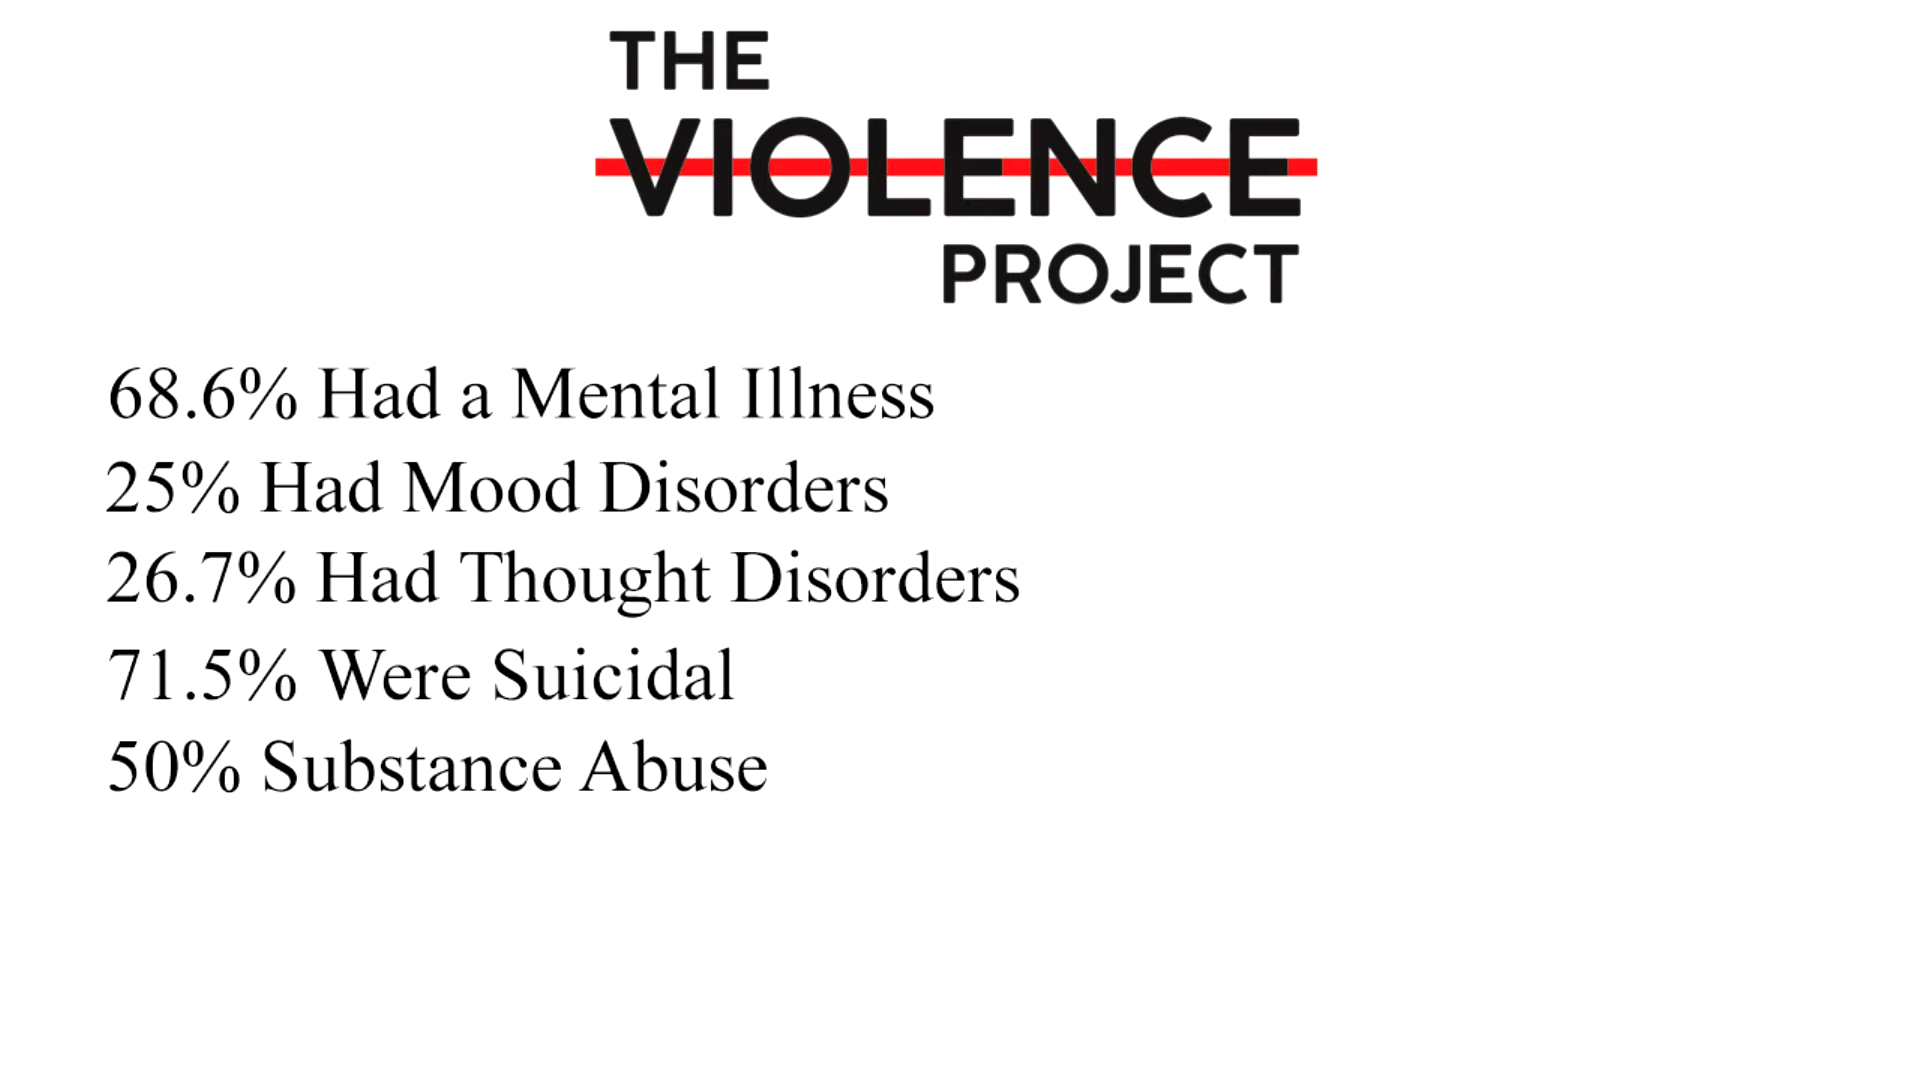 THE
VIOLENCE
PROJECT
68.6% Had a Mental Illness
25% Had Mood Disorders
26.7% Had Thought Disorders
71.5% Were Suicidal
50% Substance Abuse